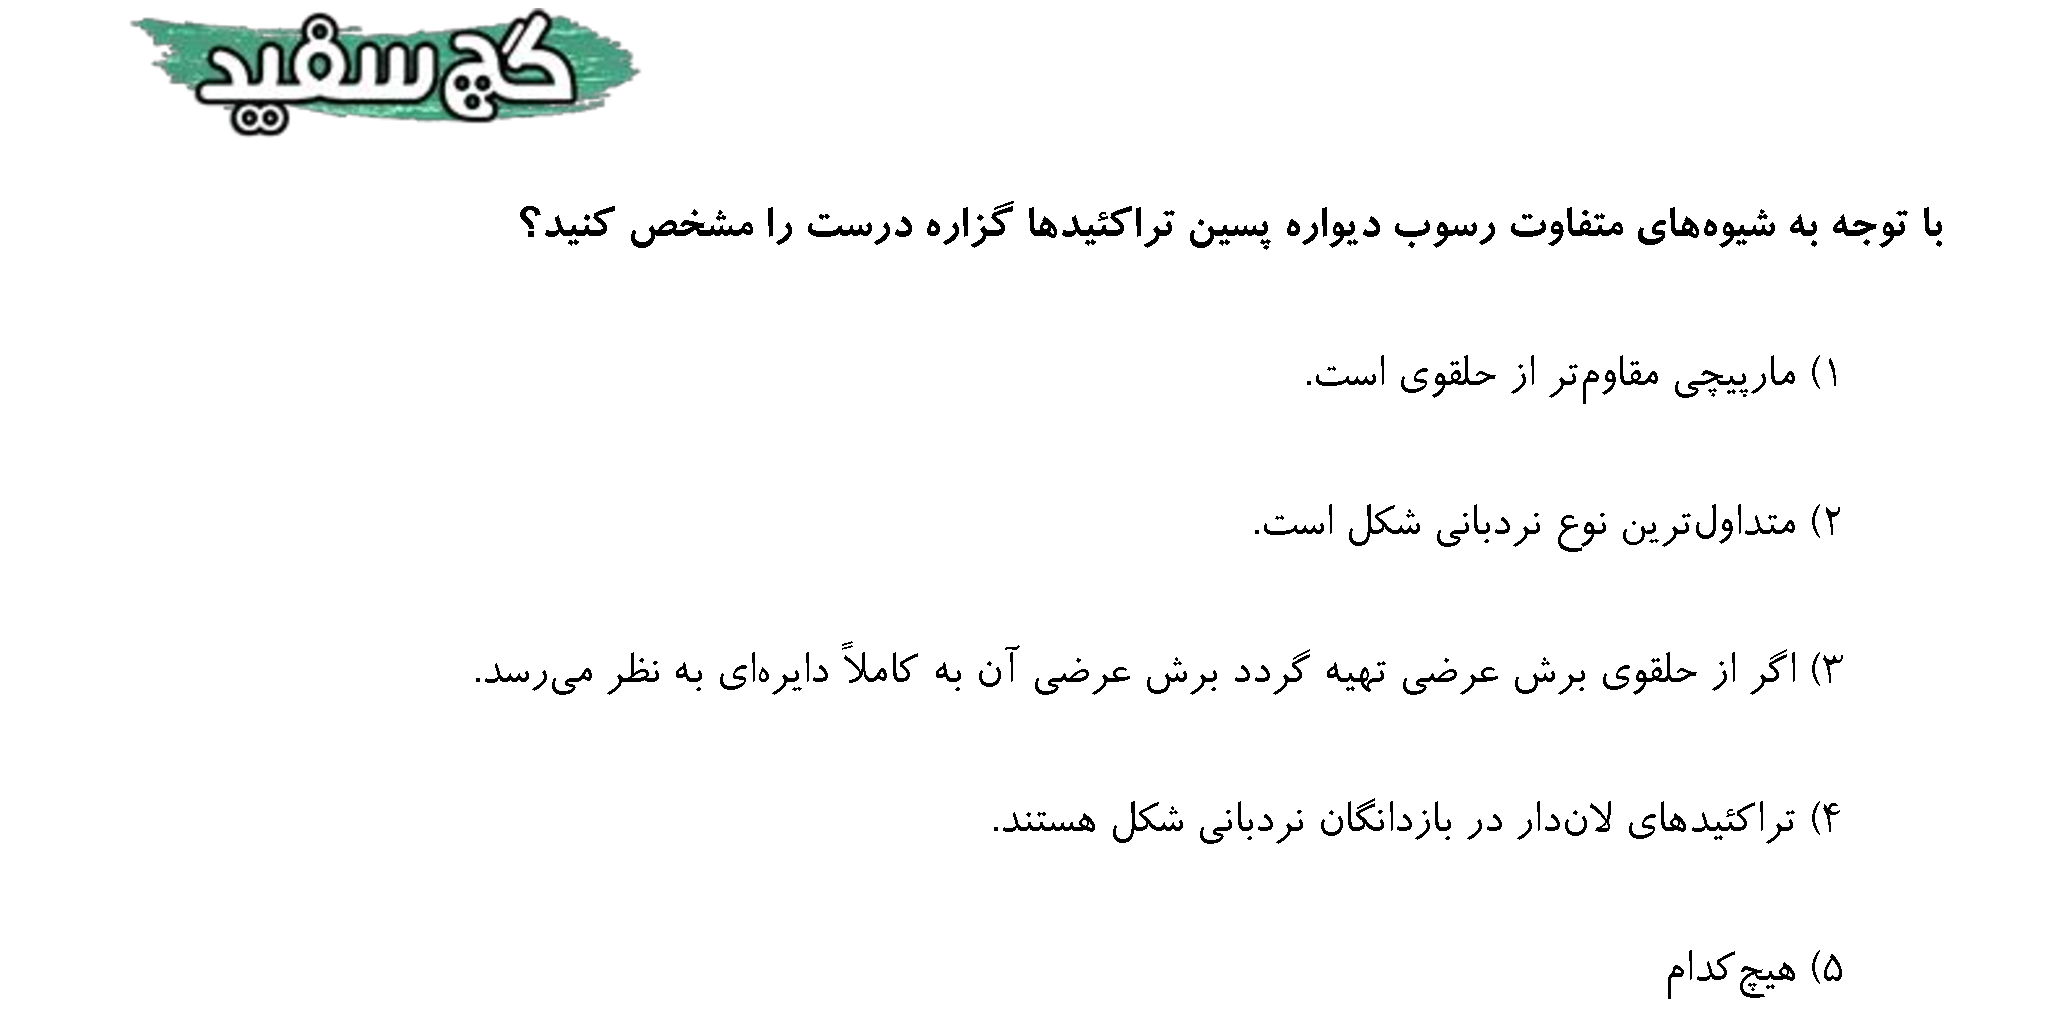 گچ سفید
با توجه به شیوه‌های متفاوت رسوب دیواره پسین تراکئیدها گزاره درست را مشخص کنید؟
۱) مارپیچی مقاوم‌تر از حلقوی است.
۲) متداول‌ترین نوع نردبانی شکل است.
۳) اگر از حلقوی برش عرضی تهیه گردد برش عرضی آن به کاملاً دایره‌ای به نظر می‌رسد.
۴) تراکئیدهای لان‌دار در بازدانگان نردبانی شکل هستند.
۵) هیچ‌کدام